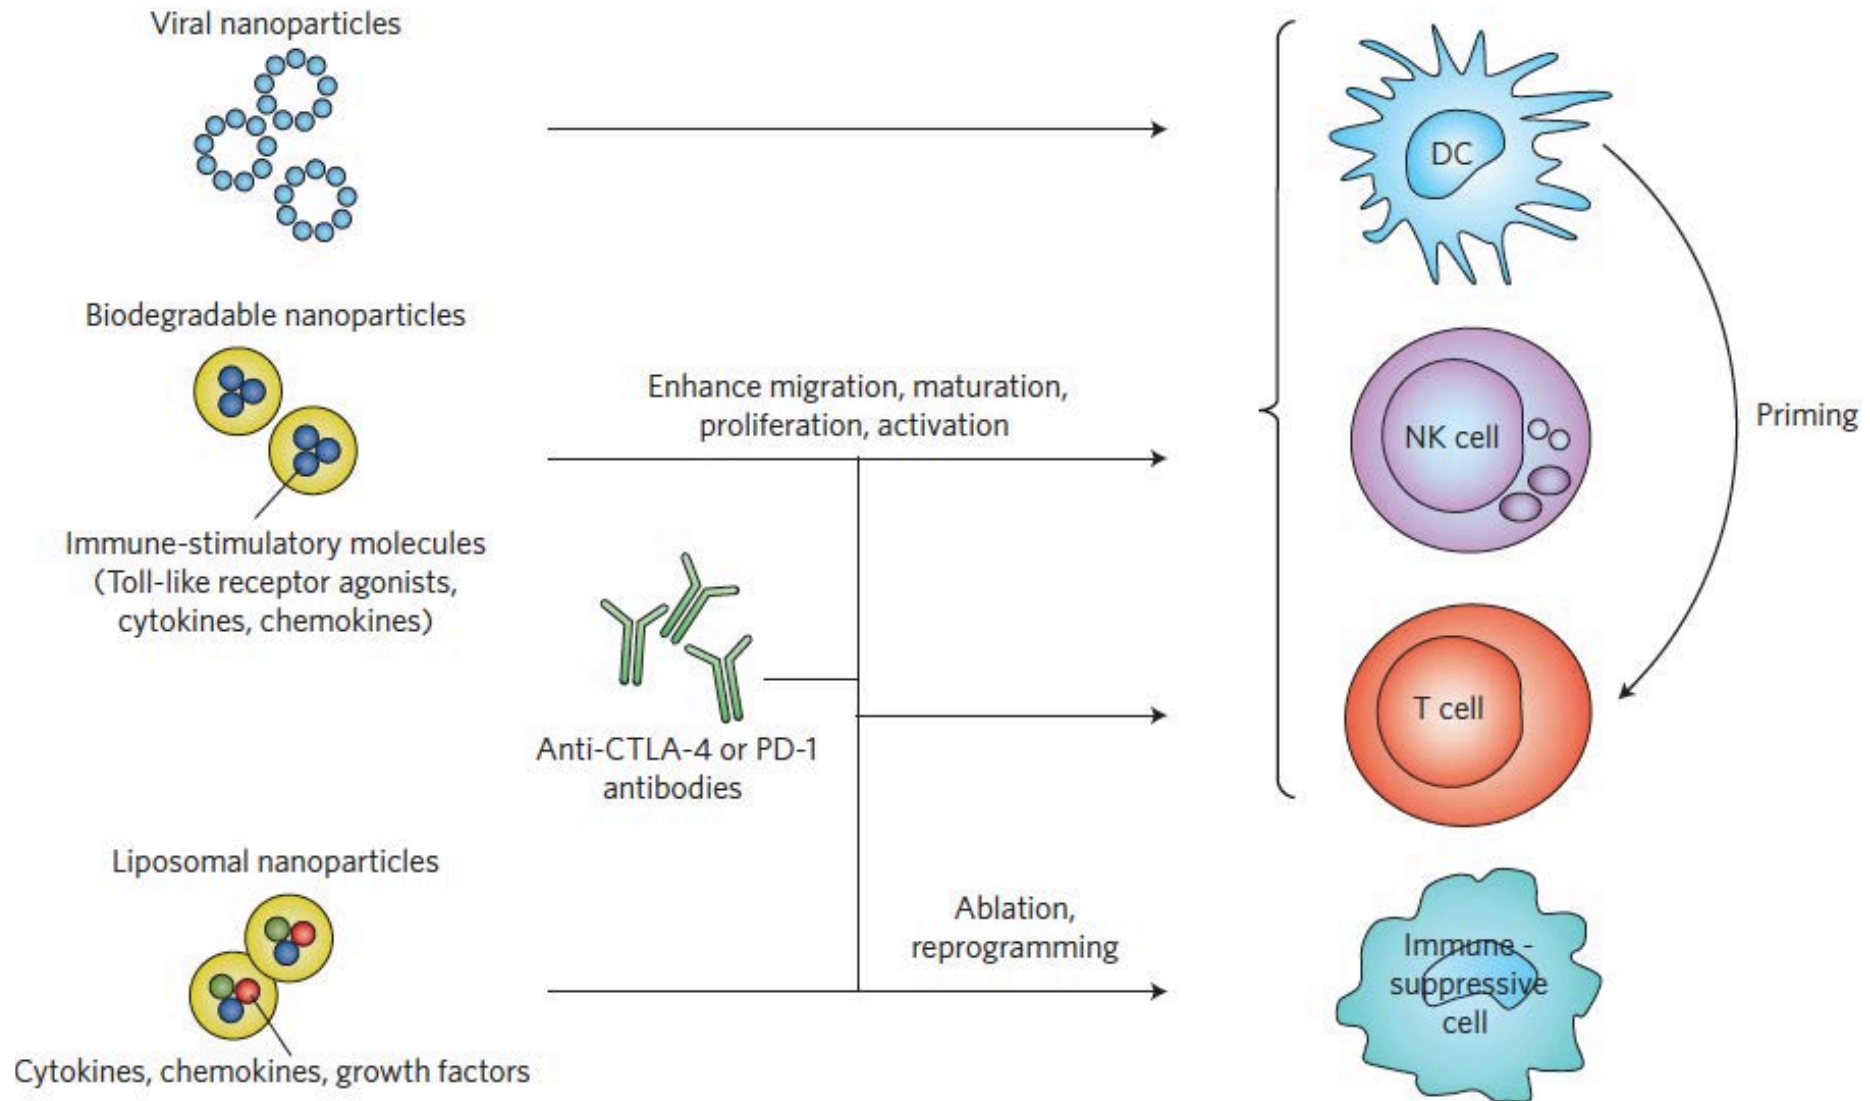 Viral nanoparticles
DC
Biodegradable nanoparticles
Enhance migration, maturation,
proliferation, activation
NK cell
Priming
Immune-stimulatory molecules
(Toll-like receptor agonists,
cytokines, chemokines)
T cell
Anti-CTLA-4 or PD-1
antibodies
Liposomal nanoparticles
Ablation,
reprogramming
Immune -
suppressive
cell
Cytokines, chemokines, growth factors